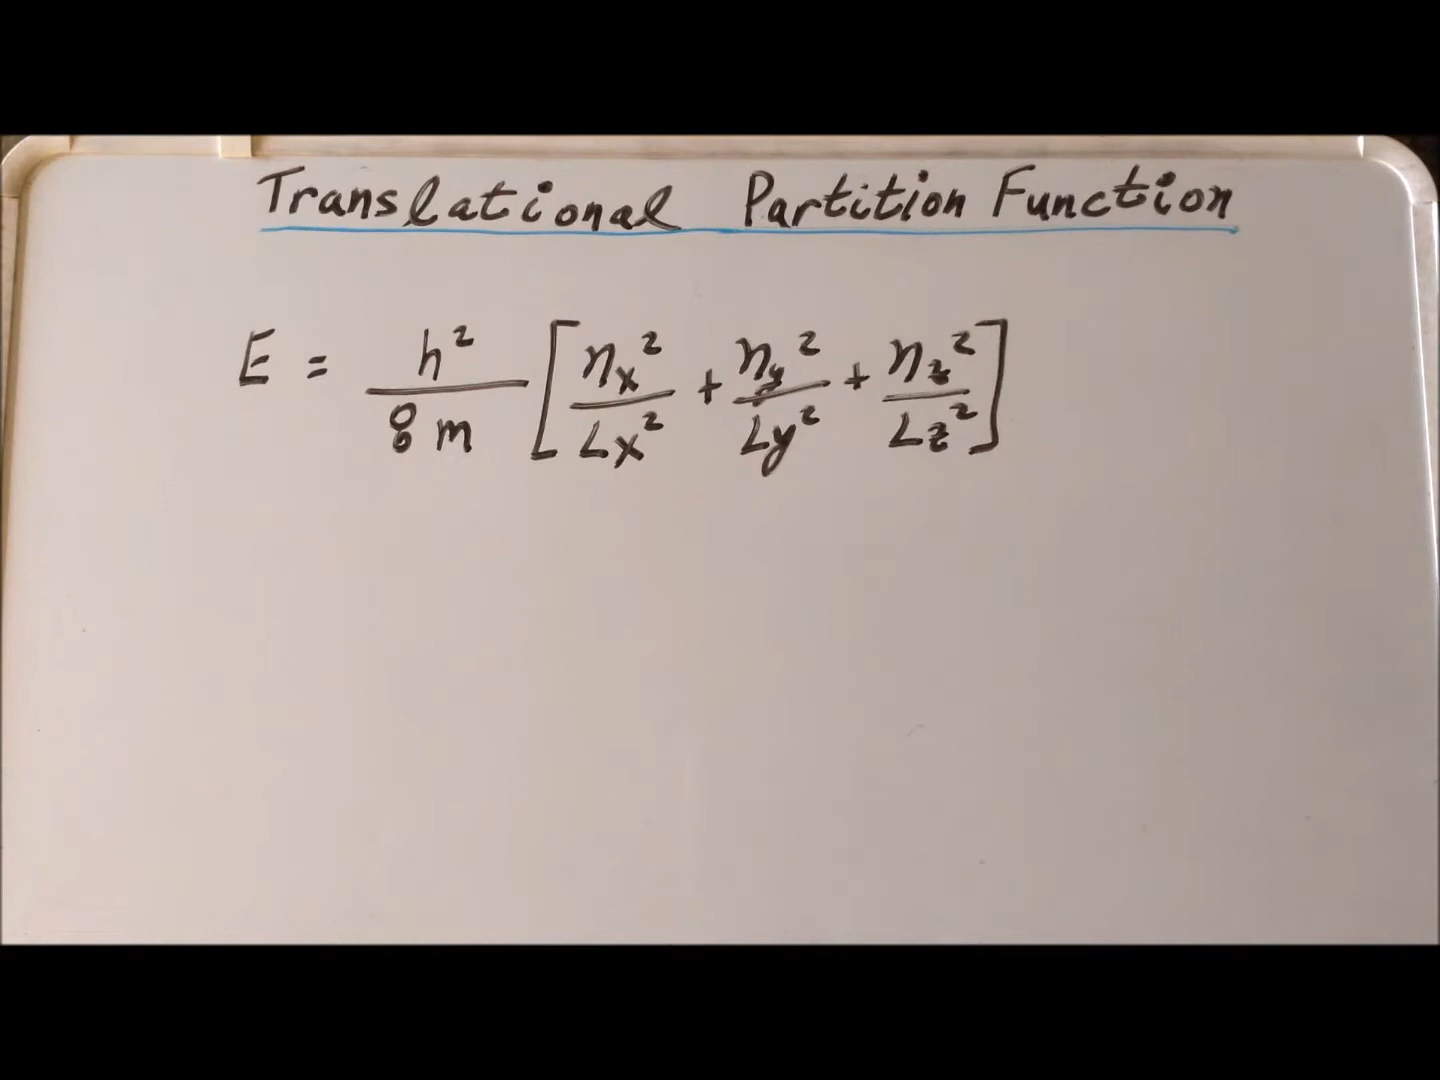 Translational Partition Function
E = h² / 8m [ nx² / Lx² + ny² / Ly² + nz² / Lz² ]